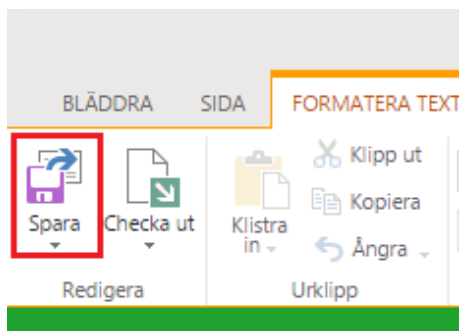 BLÄDDRA SIDA FORMATERA TEXT
Spara Checka ut Klistra in Klipp ut
Kopiera
Ångra
Redigera Urklipp